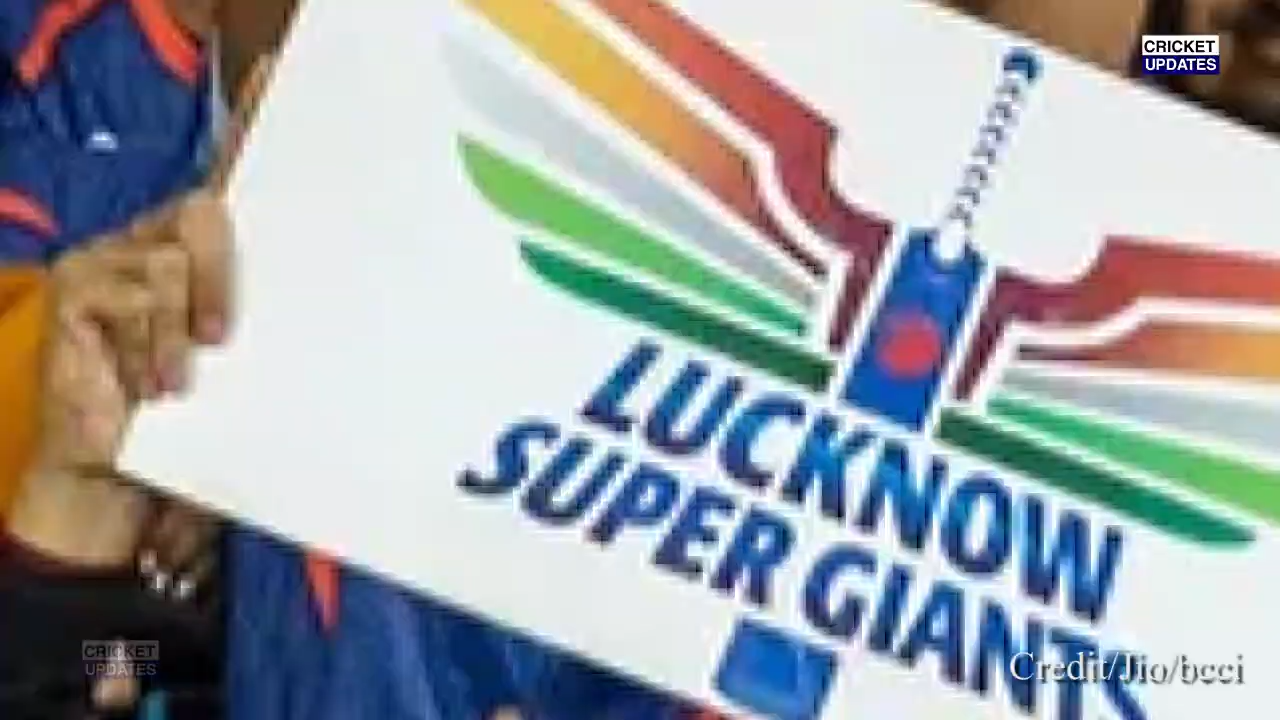 CRICKET
UPDATES
LUCKNOW
SUPER GIANTS
CRICKET
UPDATES
Credit/Jio/bcci